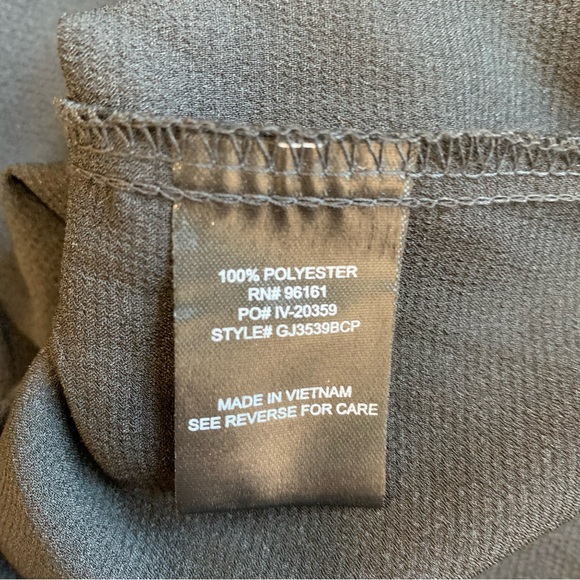 100% POLYESTER
RN# 96161
PO# IV-20359
STYLE# GJ3539BCP
MADE IN VIETNAM
SEE REVERSE FOR CARE